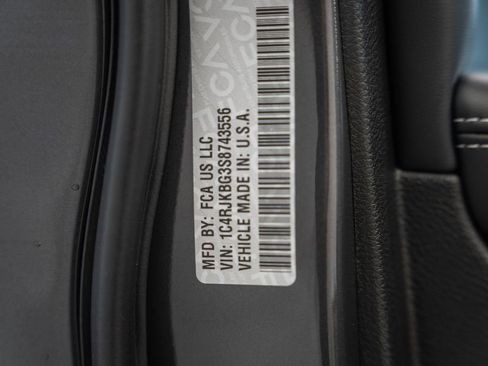 MFD BY: FCA US LLC
VIN: 1C4RJKBG3S8743556
VEHICLE MADE IN: U.S.A.